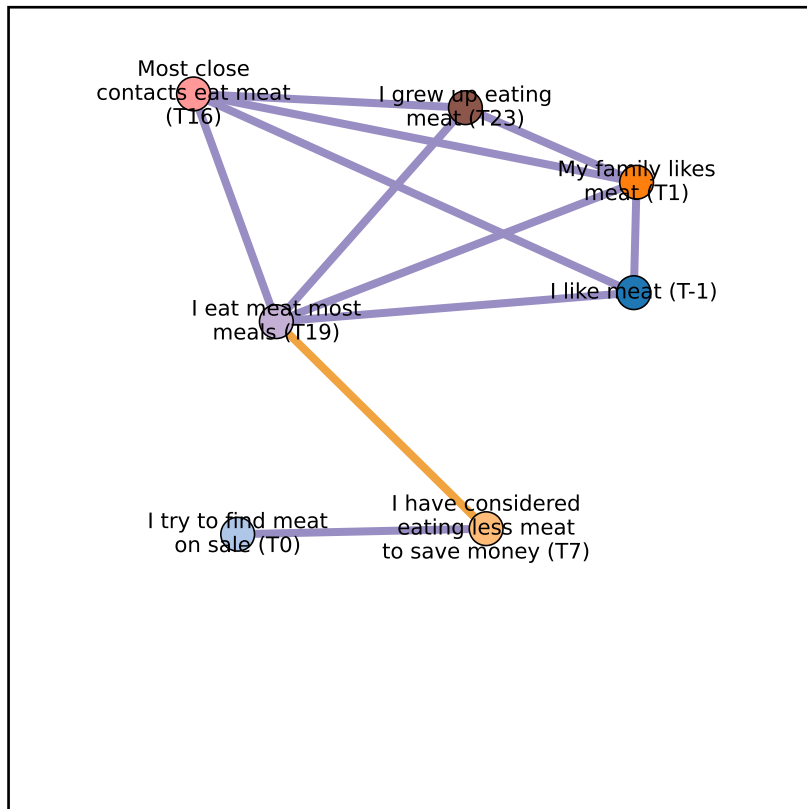 Most close
contacts eat meat
(T16)
I grew up eating
meat (T23)
My family likes
meat (T1)
I like meat (T-1)
I eat meat most
meals (T19)
I try to find meat
on sale (T0)
I have considered
eating less meat
to save money (T7)